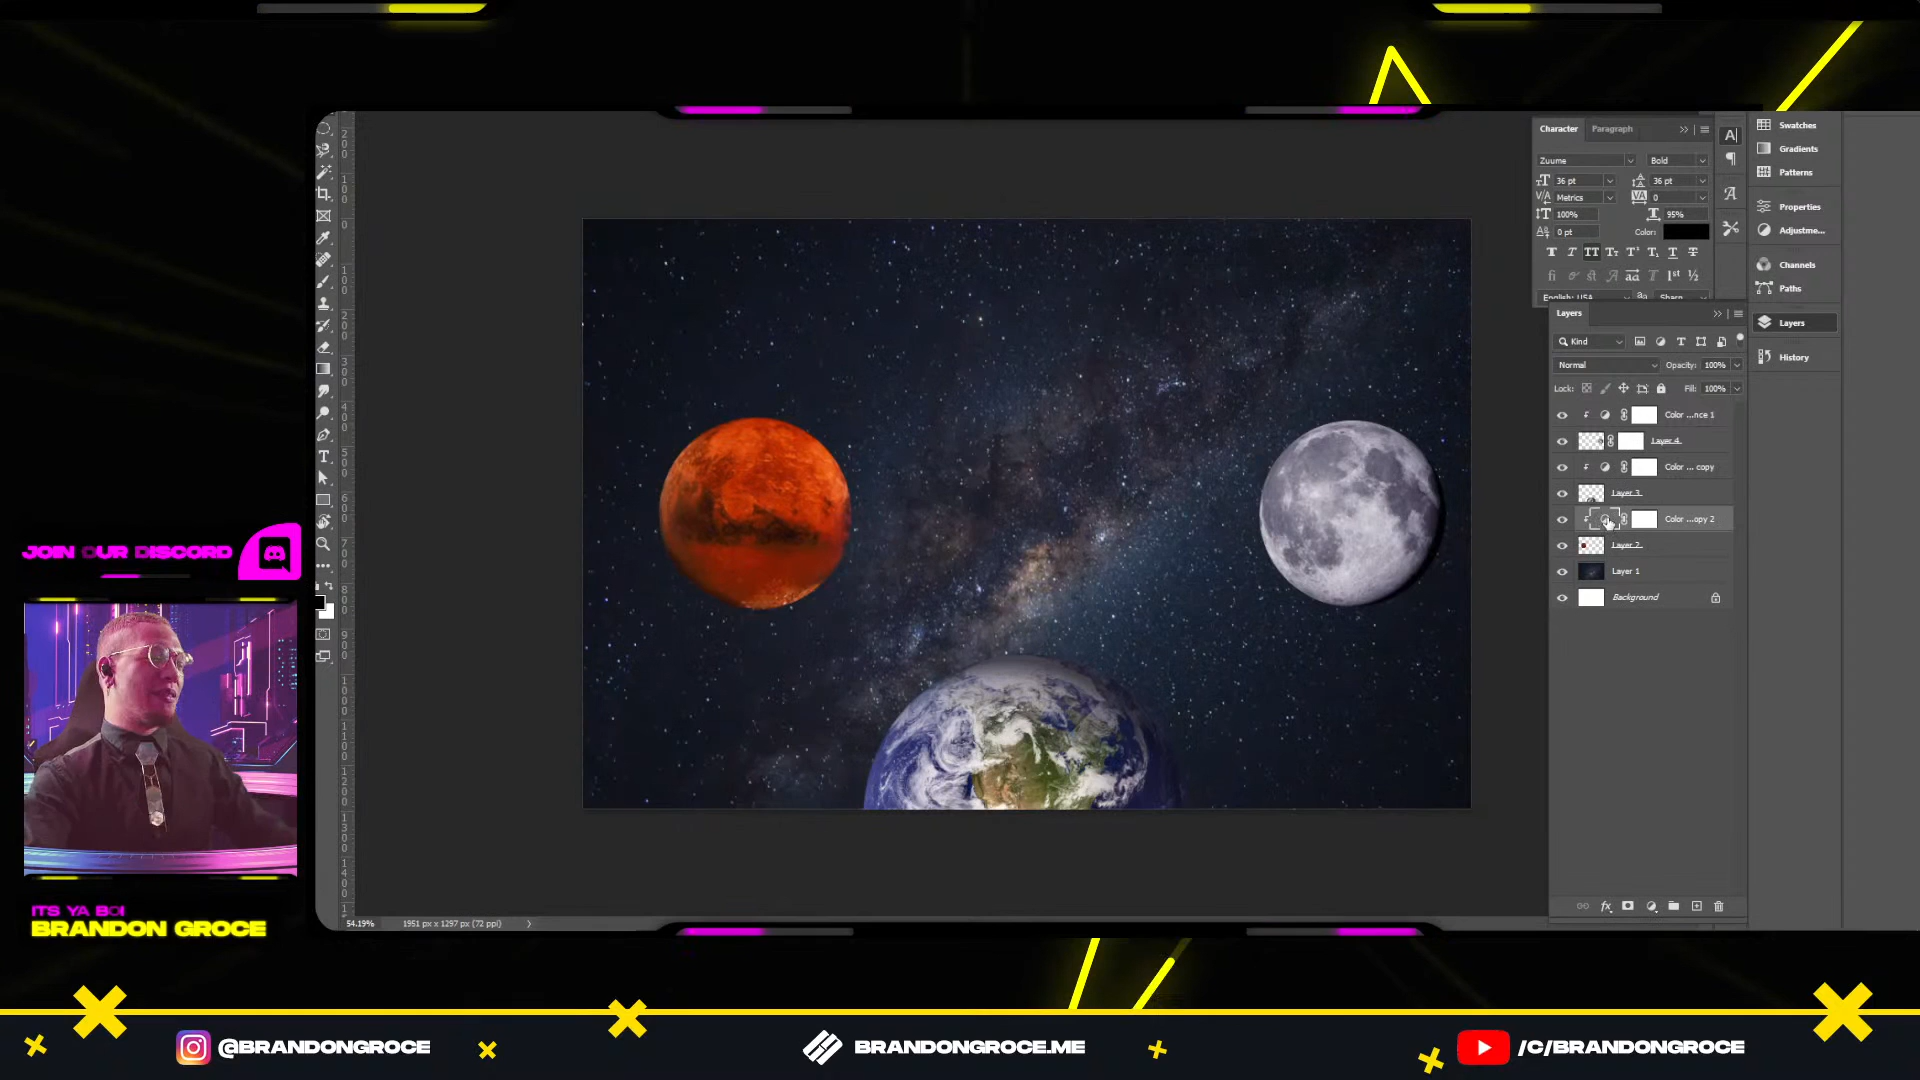 Character
Paragraph
Zuume
Bold
36 pt
36 pt
Metrics
0
100%
95%
0 pt
Color:
English: USA
Sharp
Swatches
Gradients
Patterns
Properties
Adjustme...
Channels
Paths
Layers
History
Layers
Kind
Normal
Opacity: 100%
Lock:
Fill: 100%
Color ...nce 1
Layer 4
Color ... copy
Layer 3
Color ...opy 2
Layer 2
Layer 1
Background
54.19%
1951 px x 1297 px (72 ppi)
JOIN OUR DISCORD
ITS YA BOI
BRANDON GROCE
@BRANDONGROCE
BRANDONGROCE.ME
/C/BRANDONGROCE